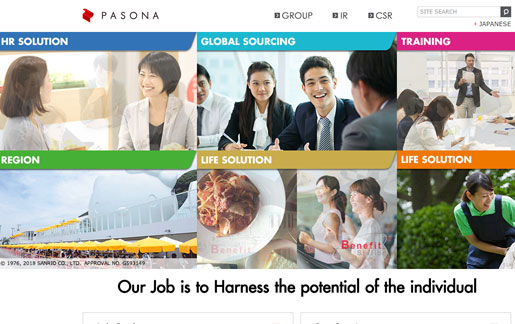 PASONA
GROUP IR CSR
SITE SEARCH
JAPANESE
HR SOLUTION GLOBAL SOURCING TRAINING
REGION LIFE SOLUTION LIFE SOLUTION
Benefit
© 1976, 2018 SANRIO CO., LTD. APPROVAL NO. G593149
Our Job is to Harness the potential of the individual